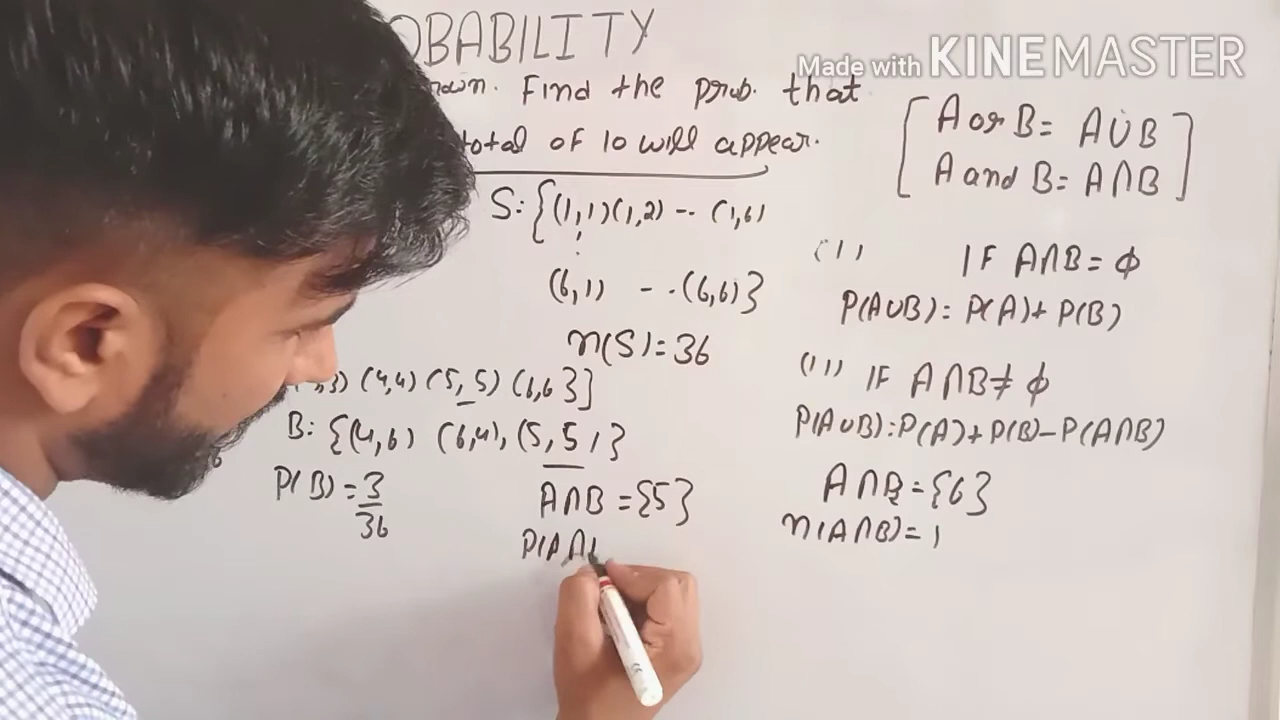 OBABILITY
Made with KINEMASTER
Find the prob. that
total of 10 will appear.
[A or B = A∪B
A and B = A∩B]
S: {(1,1)(1,2) -- (1,6)
(6,1) - - (6,6)}
n(S) = 36
(4,4) (5,5) (6,6}]
B: {(4,6) (6,4), (5,5)}
P(B) = 3/36
A∩B = {5}
P(A∩
(1) IF A∩B = φ
P(A∪B): P(A)+ P(B)
(11) IF A∩B ≠ φ
P(A∪B): P(A)+ P(B) - P(A∩B)
A∩B = {6}
n(A∩B) = 1